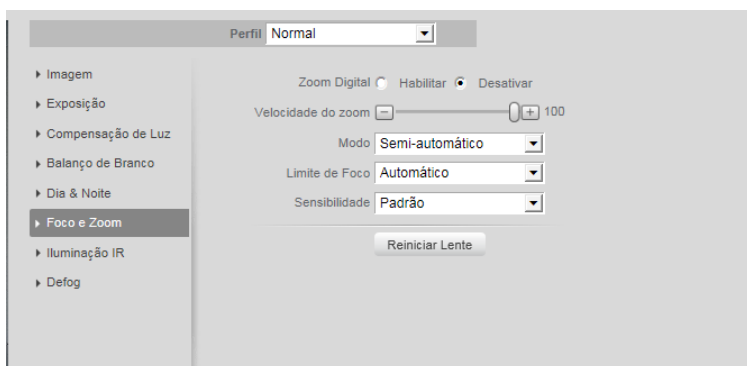 Perfil Normal
Imagem
Exposição
Compensação de Luz
Balanço de Branco
Dia & Noite
Foco e Zoom
Iluminação IR
Defog
Zoom Digital Habilitar Desativar
Velocidade do zoom 100
Modo Semi-automático
Limite de Foco Automático
Sensibilidade Padrão
Reiniciar Lente